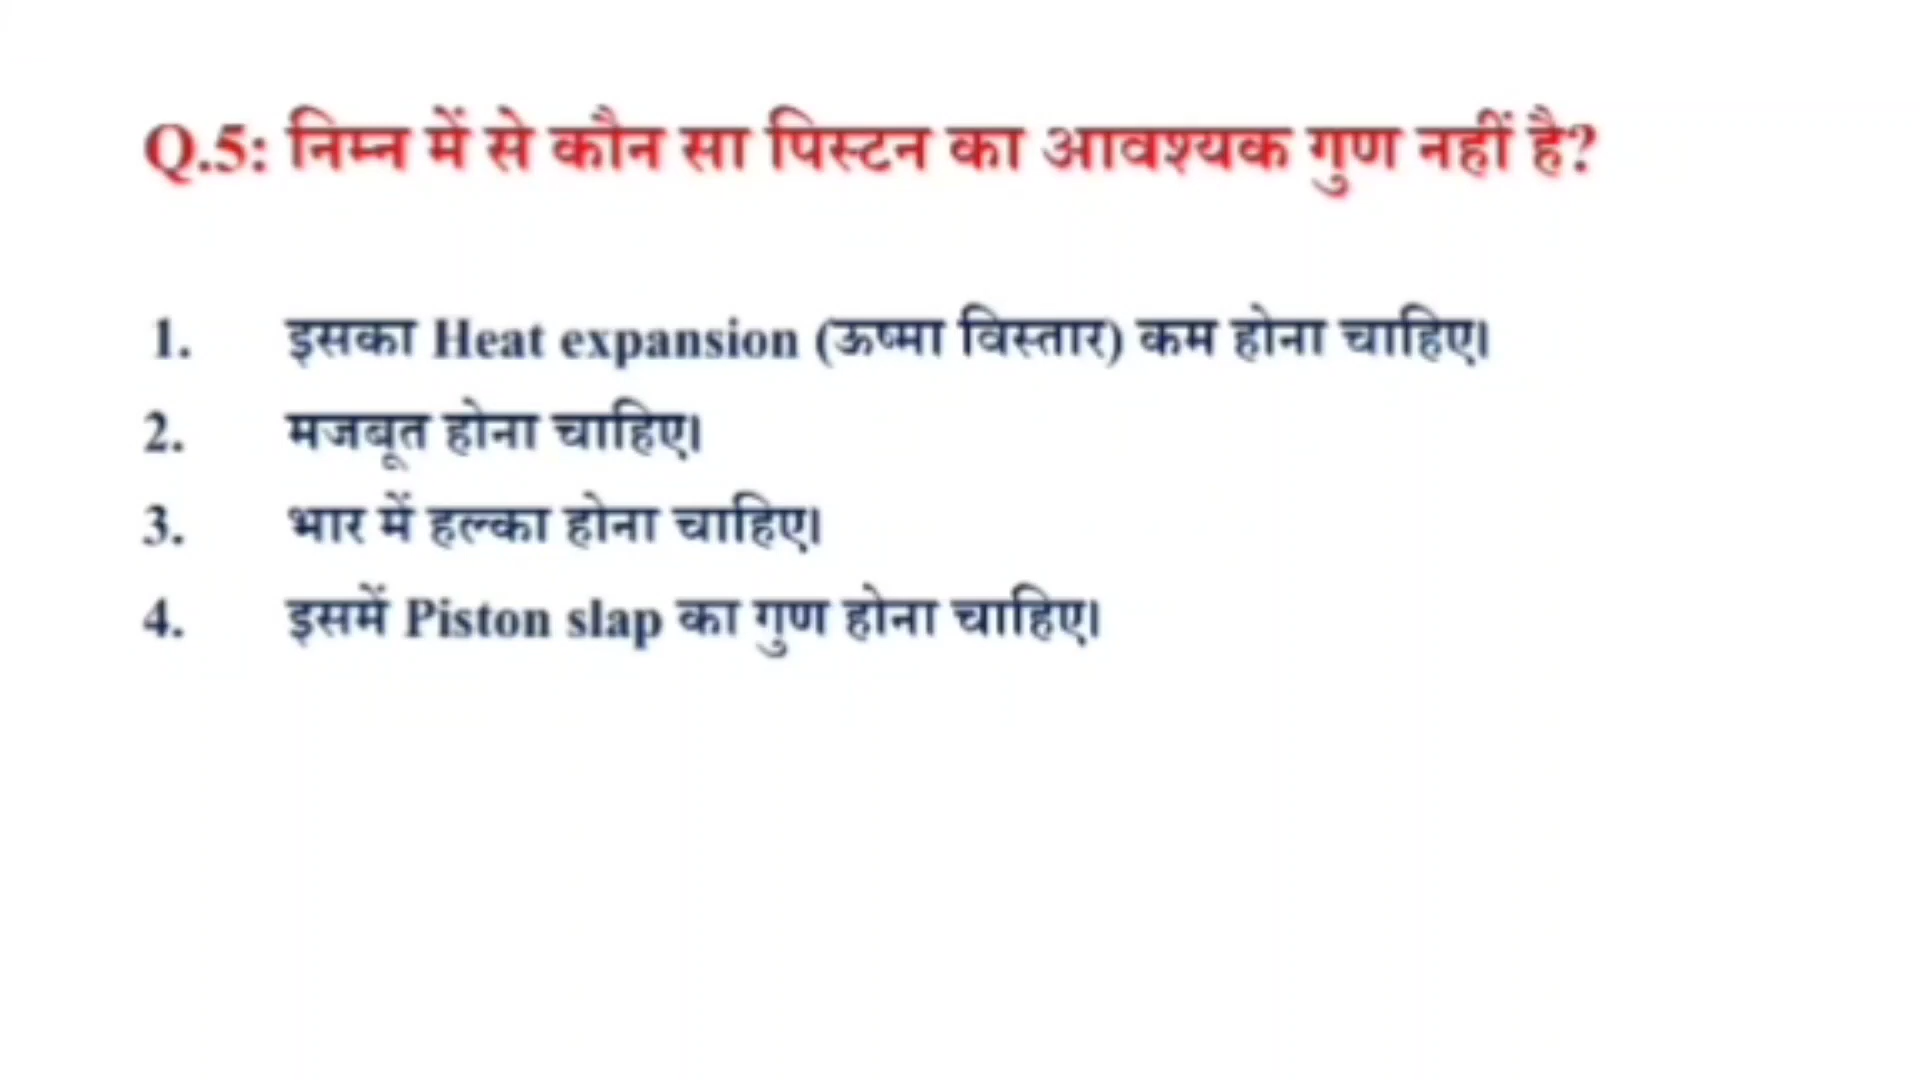 Q.5: निम्न में से कौन सा पिस्टन का आवश्यक गुण नहीं है?
1. इसका Heat expansion (ऊष्मा विस्तार) कम होना चाहिए।
2. मजबूत होना चाहिए।
3. भार में हल्का होना चाहिए।
4. इसमें Piston slap का गुण होना चाहिए।